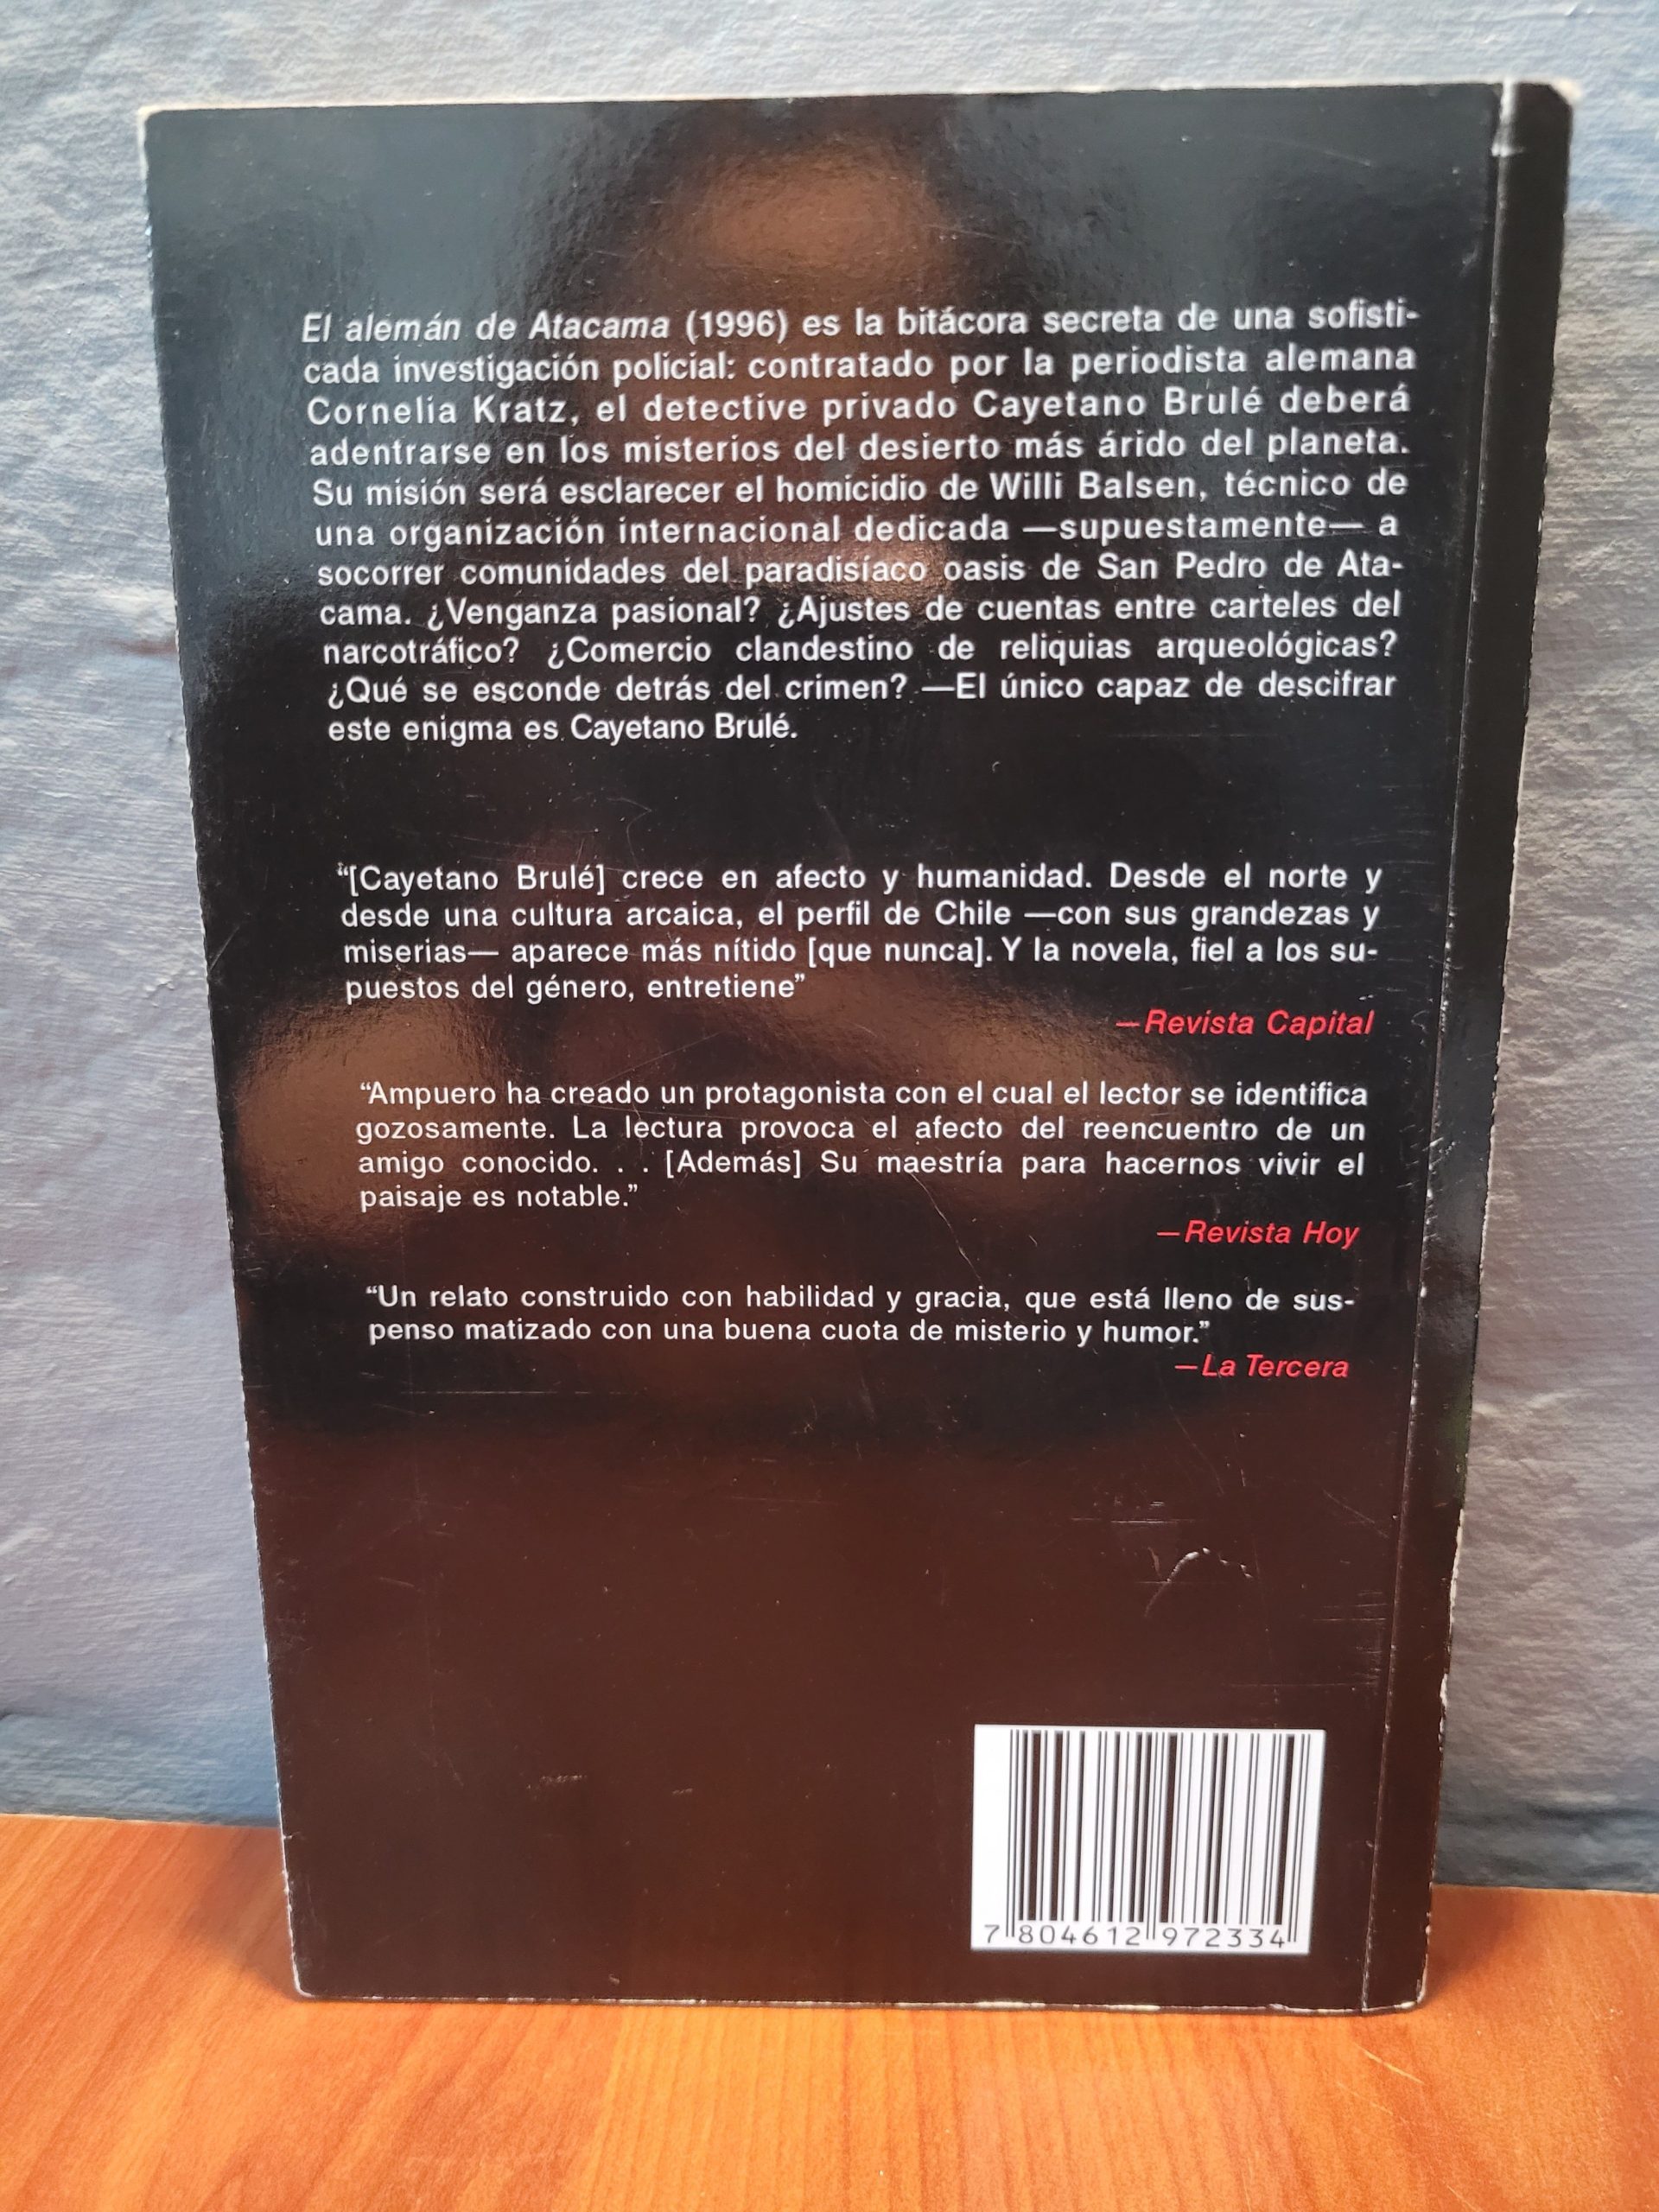 El alemán de Atacama (1996) es la bitácora secreta de una sofisti-
cada investigación policial: contratado por la periodista alemana
Cornelia Kratz, el detective privado Cayetano Brulé deberá
adentrarse en los misterios del desierto más árido del planeta.
Su misión será esclarecer el homicidio de Willi Balsen, técnico de
una organización internacional dedicada —supuestamente— a
socorrer comunidades del paradisíaco oasis de San Pedro de Ata-
cama. ¿Venganza pasional? ¿Ajustes de cuentas entre carteles del
narcotráfico? ¿Comercio clandestino de reliquias arqueológicas?
¿Qué se esconde detrás del crimen? —El único capaz de descifrar
este enigma es Cayetano Brulé.
“[Cayetano Brulé] crece en afecto y humanidad. Desde el norte y
desde una cultura arcaica, el perfil de Chile —con sus grandezas y
miserias— aparece más nítido [que nunca]. Y la novela, fiel a los su-
puestos del género, entretiene”
—Revista Capital
“Ampuero ha creado un protagonista con el cual el lector se identifica
gozosamente. La lectura provoca el afecto del reencuentro de un
amigo conocido. . . [Además] Su maestría para hacernos vivir el
paisaje es notable.”
—Revista Hoy
“Un relato construido con habilidad y gracia, que está lleno de sus-
penso matizado con una buena cuota de misterio y humor.”
—La Tercera
7 804612 972334